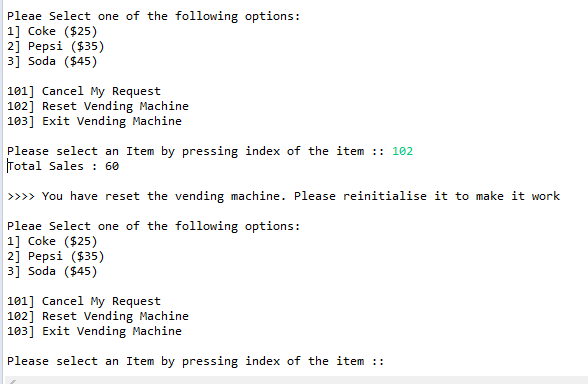 Pleae Select one of the following options:
1] Coke ($25)
2] Pepsi ($35)
3] Soda ($45)
101] Cancel My Request
102] Reset Vending Machine
103] Exit Vending Machine
Please select an Item by pressing index of the item :: 102
Total Sales : 60
>>>> You have reset the vending machine. Please reinitialise it to make it work
Pleae Select one of the following options:
1] Coke ($25)
2] Pepsi ($35)
3] Soda ($45)
101] Cancel My Request
102] Reset Vending Machine
103] Exit Vending Machine
Please select an Item by pressing index of the item ::